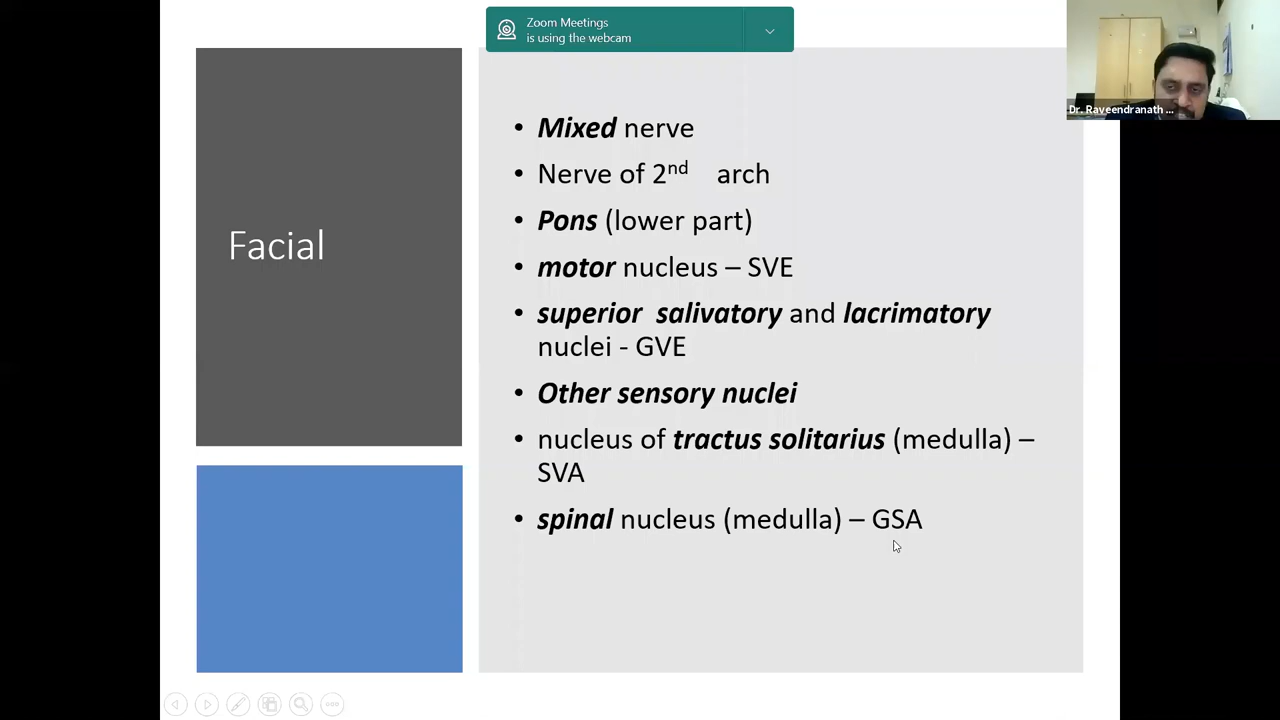 Zoom Meetings
is using the webcam
Dr. Raveendranath ...
Facial
• Mixed nerve
• Nerve of 2nd arch
• Pons (lower part)
• motor nucleus – SVE
• superior salivatory and lacrimatory
nuclei - GVE
• Other sensory nuclei
• nucleus of tractus solitarius (medulla) –
SVA
• spinal nucleus (medulla) – GSA